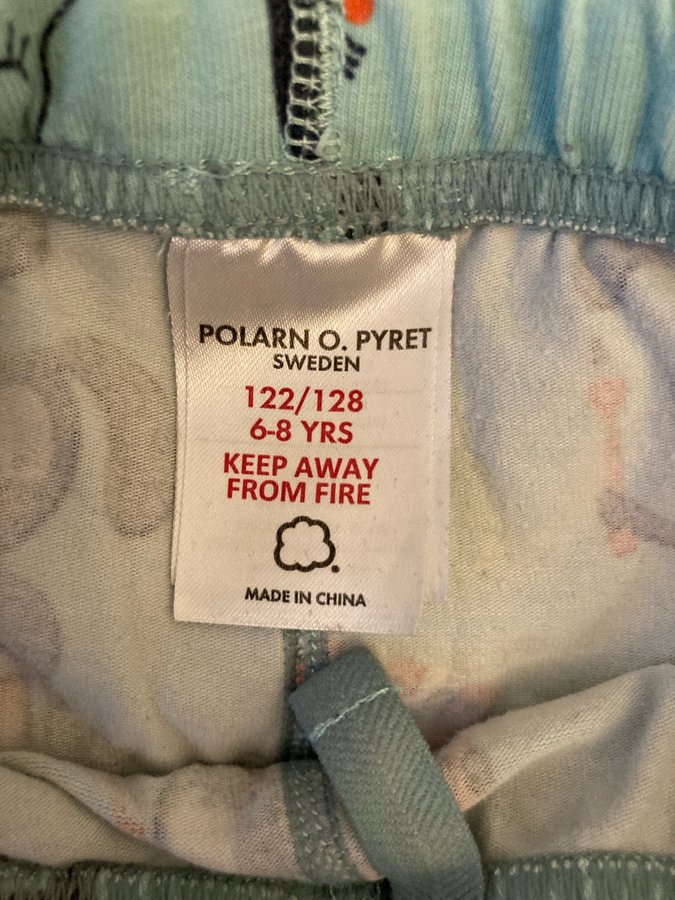 POLARN O. PYRET
SWEDEN
122/128
6-8 YRS
KEEP AWAY
FROM FIRE
MADE IN CHINA